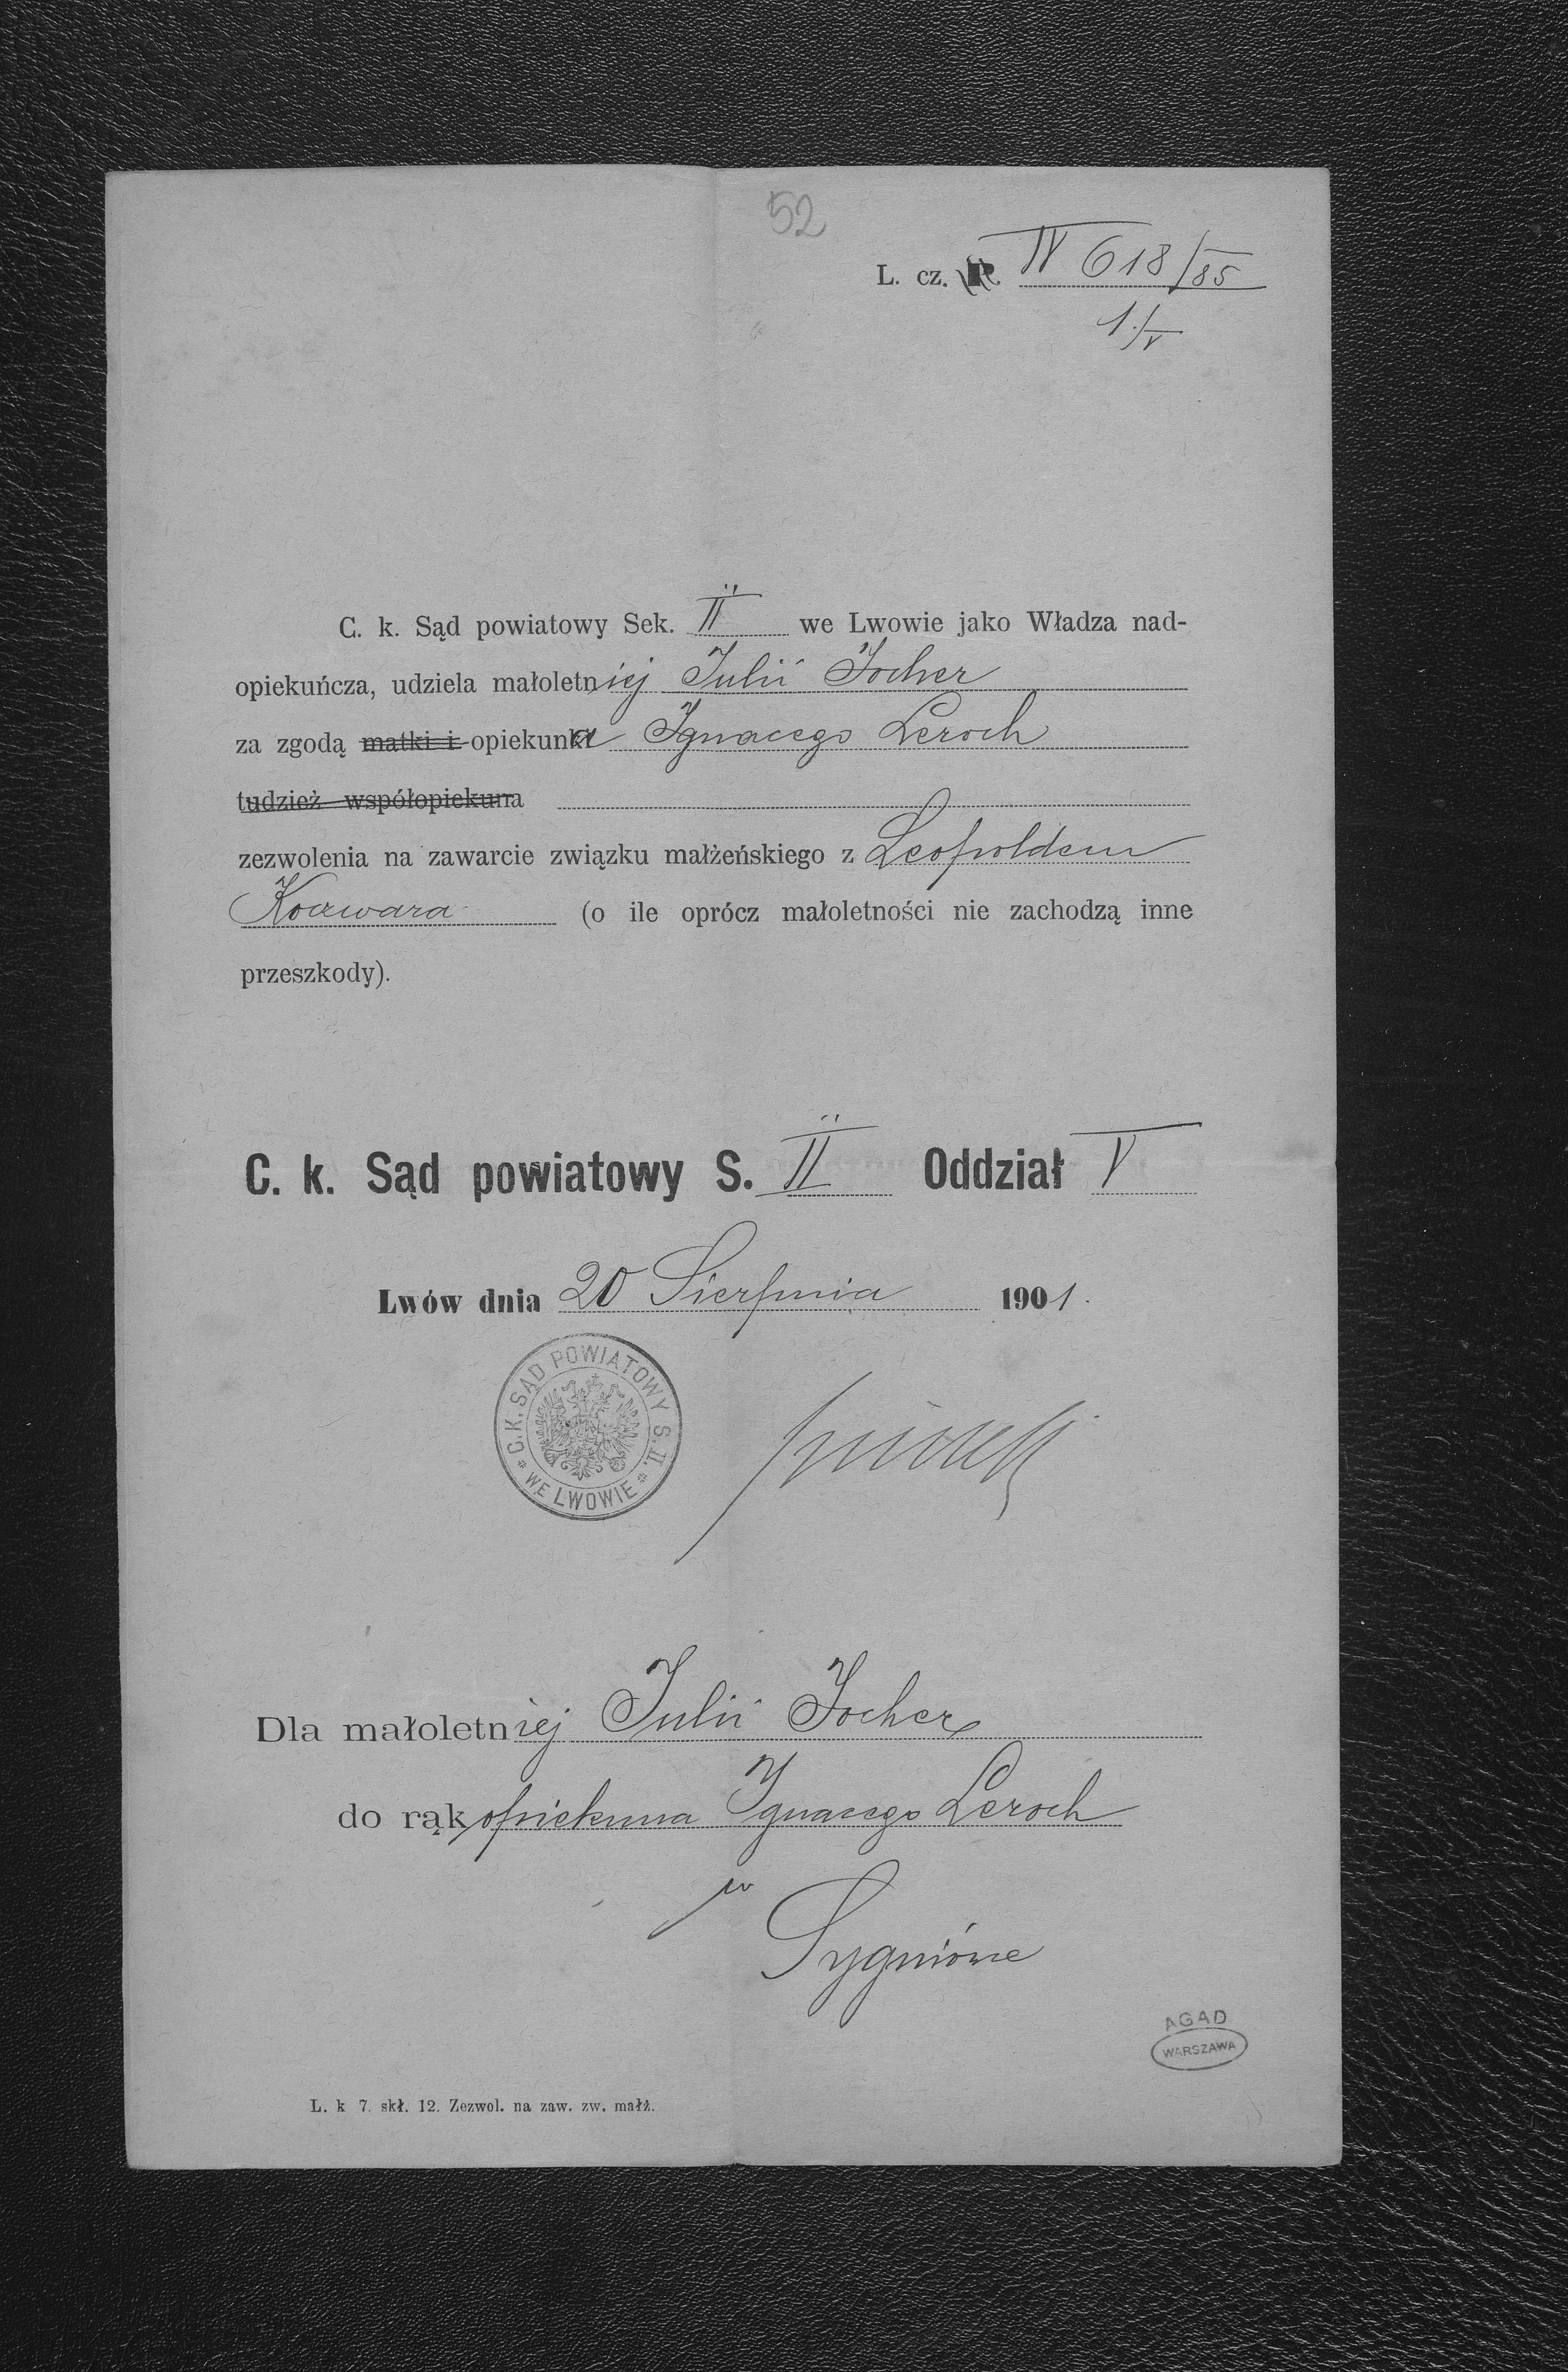 52
L. cz. IV 618/85
1/V
C. k. Sąd powiatowy Sek. II we Lwowie jako Władza nad-
opiekuńcza, udziela małoletniej Julii Jocher
za zgodą matki i opiekuna Ignacego Leroch
tudzież współopiekuna
zezwolenia na zawarcie związku małżeńskiego z Leopoldem
(o ile oprócz małoletności nie zachodzą inne
przeszkody).
C. k. Sąd powiatowy S. II Oddział V
Lwów dnia 20 Sierpnia 1901.
C. K. SĄD POWIATOWY S. II.
* WE LWOWIE *
Dla małoletniej Julii Jocher
do rąk opiekuna Ignacego Leroch
w
Sygniówce
AGAD
WARSZAWA
L. k 7. skł. 12. Zezwol. na zaw. zw. małż.